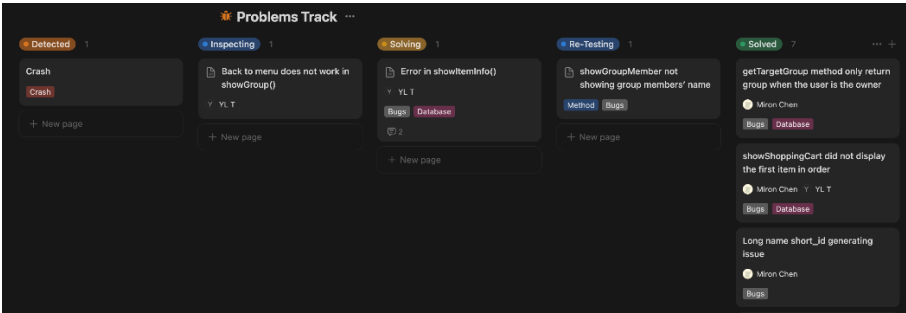 Problems Track ...
Detected 1
Crash
Crash
+ New page
Inspecting 1
Back to menu does not work in
showGroup()
Y YL T
+ New page
Solving 1
Error in showItemInfo()
Y YL T
Bugs Database
2
+ New page
Re-Testing 1
showGroupMember not
showing group members' name
Method Bugs
+ New page
Solved 7 ... +
getTargetGroup method only return
group when the user is the owner
Miron Chen
Bugs Database
showShoppingCart did not display
the first item in order
Miron Chen Y YL T
Bugs Database
Long name short_id generating
issue
Miron Chen
Bugs